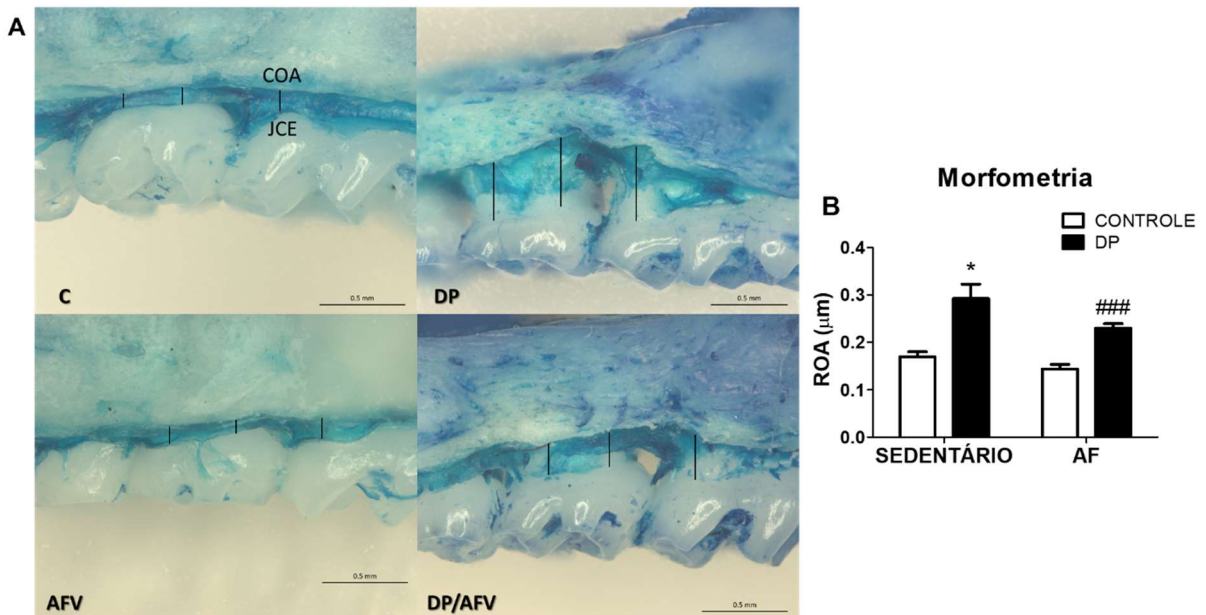 A
COA
JCE
C
0.5 mm
DP
0.5 mm
AFV
0.5 mm
DP/AFV
0.5 mm
Morfometria
B
CONTROLE
DP
ROA (μm)
0.4
0.3
0.2
0.1
0.0
*
###
SEDENTÁRIO
AF